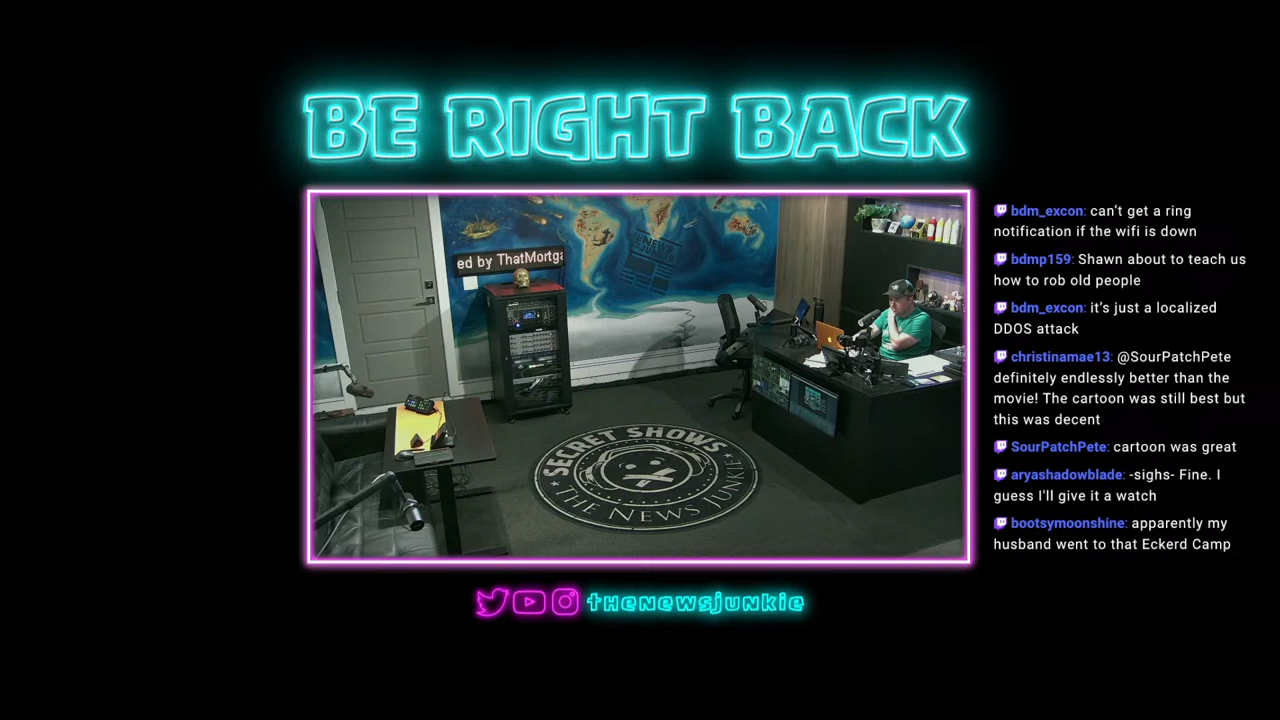 BE RIGHT BACK
ed by ThatMortga
THE NEWS
JUNKIE
SECRET SHOWS
THE NEWS JUNKIE
bdm_excon: can’t get a ring
notification if the wifi is down
bdmp159: Shawn about to teach us
how to rob old people
bdm_excon: it’s just a localized
DDOS attack
christinamae13: @SourPatchPete
definitely endlessly better than the
movie! The cartoon was still best but
this was decent
SourPatchPete: cartoon was great
aryashadowblade: -sighs- Fine. I
guess I'll give it a watch
bootsymoonshine: apparently my
husband went to that Eckerd Camp
thenewsjunkie